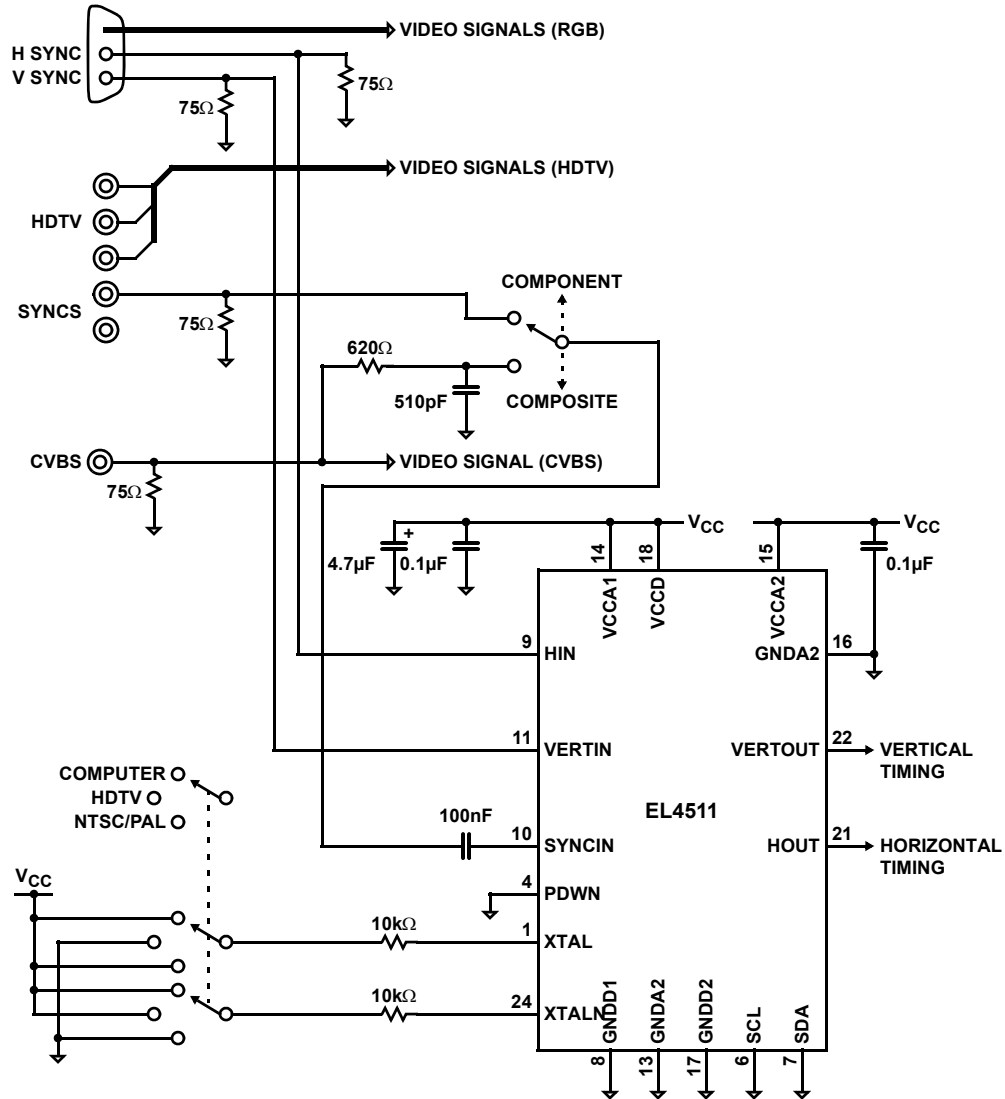 VIDEO SIGNALS (RGB)
H SYNC
V SYNC
75Ω
75Ω
VIDEO SIGNALS (HDTV)
HDTV
COMPONENT
SYNCS
75Ω
620Ω
510pF
COMPOSITE
CVBS
VIDEO SIGNAL (CVBS)
75Ω
VCC
VCC
4.7µF
+
0.1µF
14
18
15
0.1µF
VCCA1
VCCD
VCCA2
9
HIN
GNDA2
16
11
VERTIN
VERTOUT
22
VERTICAL
TIMING
COMPUTER
HDTV
NTSC/PAL
EL4511
100nF
10
SYNCIN
HOUT
21
HORIZONTAL
TIMING
VCC
4
PDWN
10kΩ
1
XTAL
10kΩ
24
XTALN
GNDD1
GNDA2
GNDD2
SCL
SDA
8
13
17
6
7